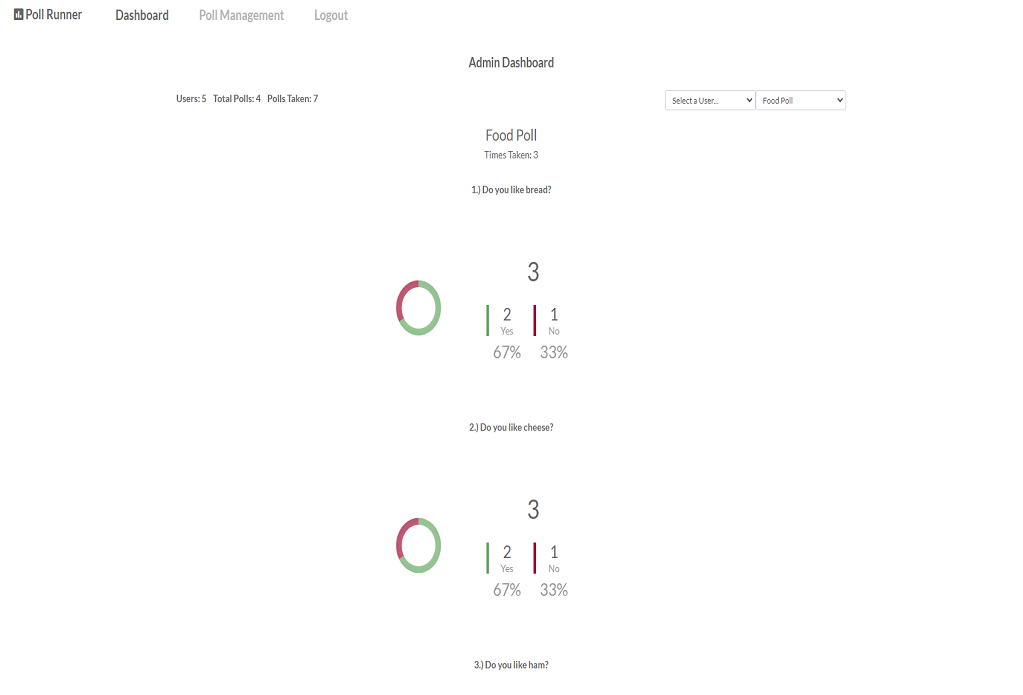 Poll Runner Dashboard Poll Management Logout
Admin Dashboard
Users: 5 Total Polls: 4 Polls Taken: 7 Select a User... Food Poll
Food Poll
Times Taken: 3
1.) Do you like bread?
3
2 1
Yes No
67% 33%
2.) Do you like cheese?
3
2 1
Yes No
67% 33%
3.) Do you like ham?